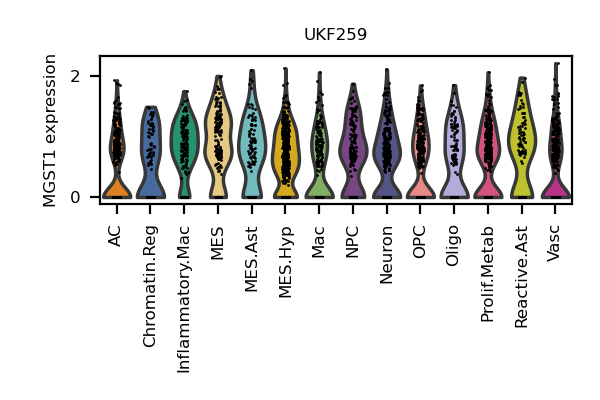 UKF259
MGST1 expression
2
0
AC
Chromatin.Reg
Inflammatory.Mac
MES
MES.Ast
MES.Hyp
Mac
NPC
Neuron
OPC
Oligo
Prolif.Metab
Reactive.Ast
Vasc